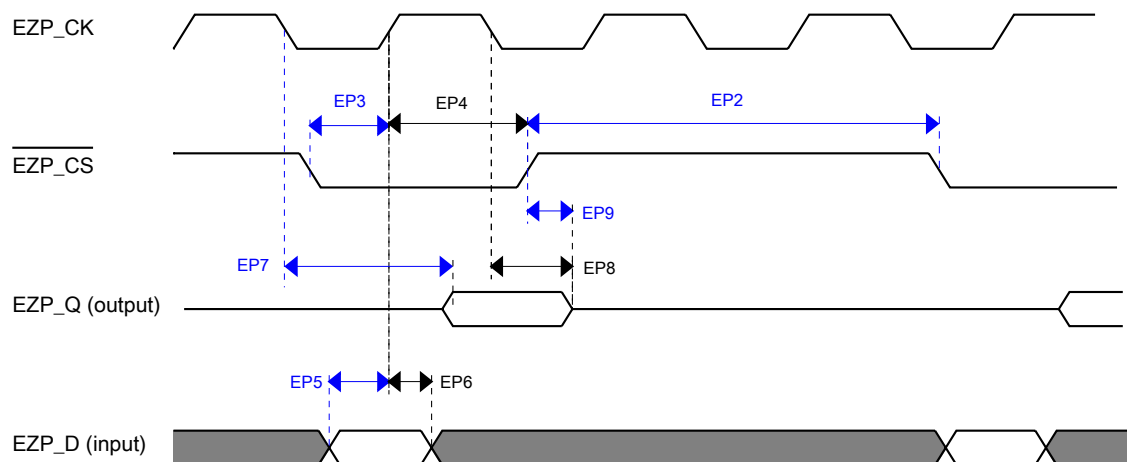 EZP_CK
EP3
EP4
EP2
EZP_CS
EP9
EP7
EP8
EZP_Q (output)
EP5
EP6
EZP_D (input)